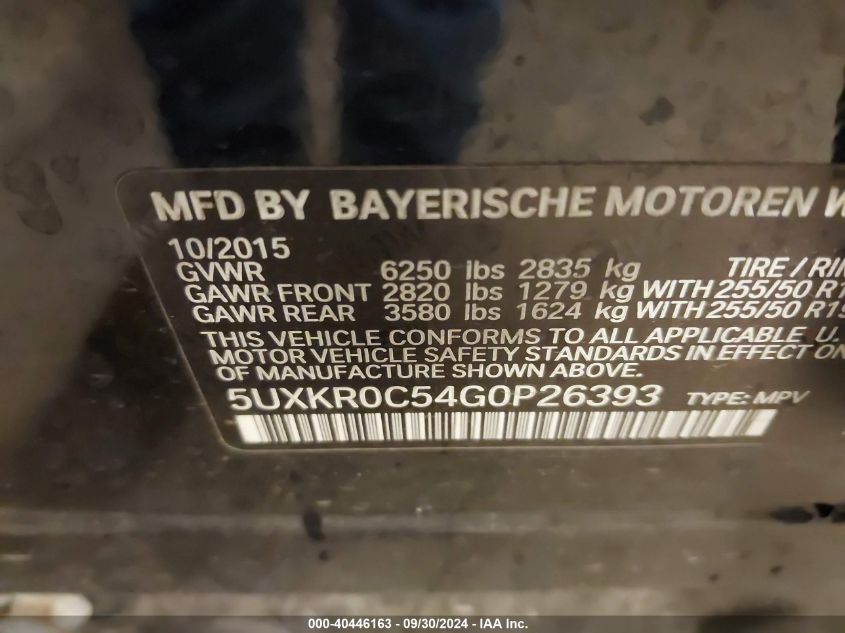 MFD BY BAYERISCHE MOTOREN W
10/2015
GVWR 6250 lbs 2835 kg TIRE / RI
GAWR FRONT 2820 lbs 1279 kg WITH 255/50 R1
GAWR REAR 3580 lbs 1624 kg WITH 255/50 R19
THIS VEHICLE CONFORMS TO ALL APPLICABLE U.
MOTOR VEHICLE SAFETY STANDARDS IN EFFECT ON
OF MANUFACTURE SHOWN ABOVE.
5UXKR0C54G0P26393 TYPE: MPV
000-40446163 — 09/30/2024 - IAA Inc.